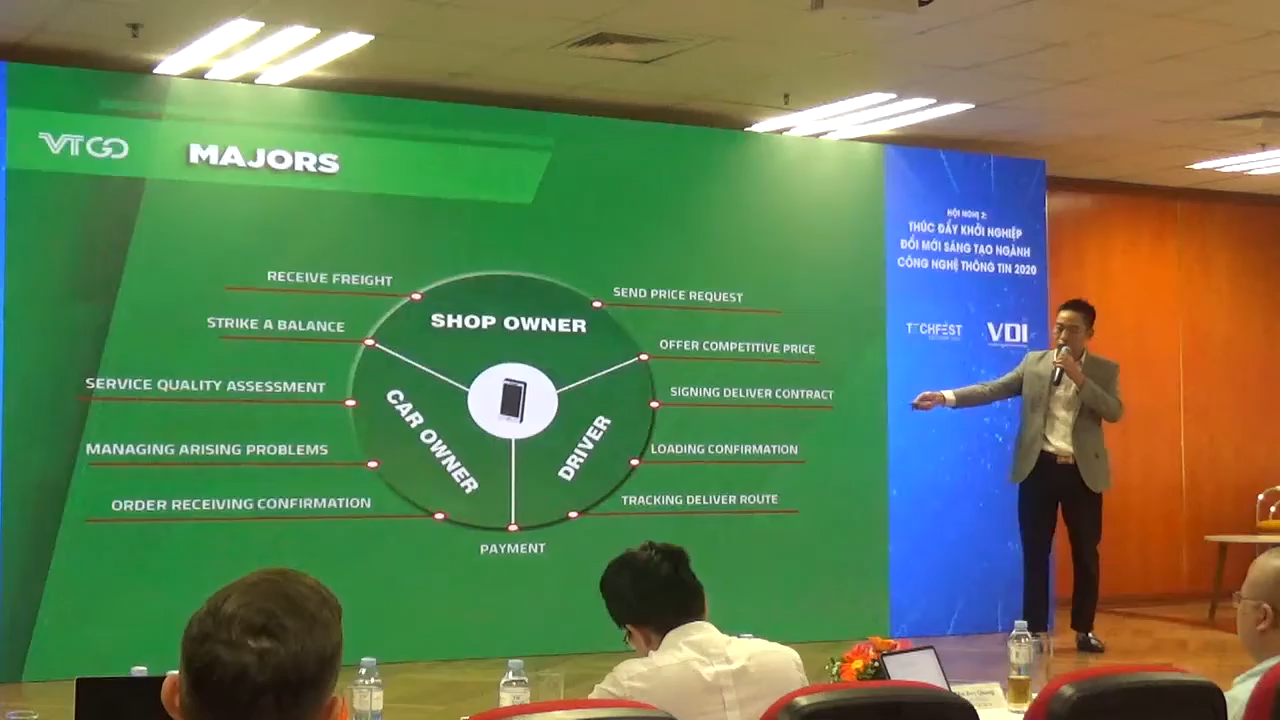 VTGO
MAJORS
RECEIVE FREIGHT
STRIKE A BALANCE
SERVICE QUALITY ASSESSMENT
MANAGING ARISING PROBLEMS
ORDER RECEIVING CONFIRMATION
SHOP OWNER
CAR OWNER
DRIVER
PAYMENT
SEND PRICE REQUEST
OFFER COMPETITIVE PRICE
SIGNING DELIVER CONTRACT
LOADING CONFIRMATION
TRACKING DELIVER ROUTE
HỘI NGHỊ 2:
THÚC ĐẨY KHỞI NGHIỆP
ĐỔI MỚI SÁNG TẠO NGÀNH
CÔNG NGHỆ THÔNG TIN 2020
TECHFEST
VDI